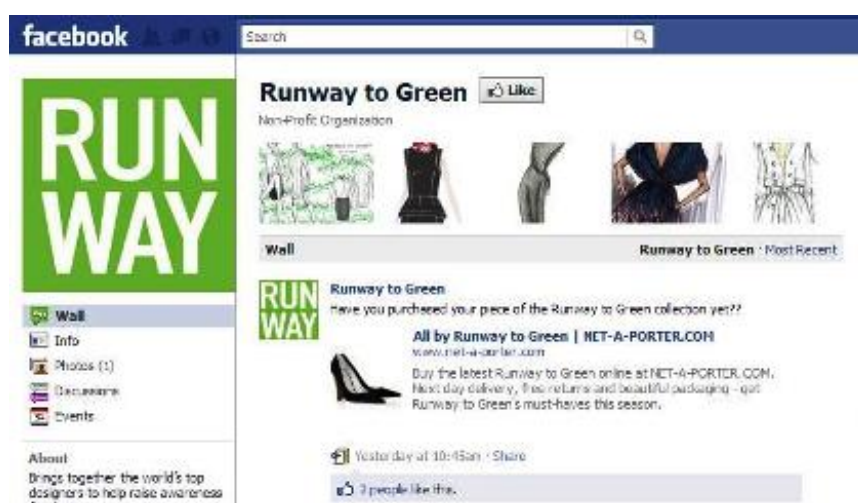 facebook
Search
RUN
WAY
Runway to Green
Like
Non-Profit Organization
Wall
Runway to Green · Most Recent
Wall
Info
Photos (1)
Discussions
Events
About
Brings together the world's top
designers to help raise awareness
RUN
WAY
Runway to Green
Have you purchased your piece of the Runway to Green collection yet??
All by Runway to Green | NET-A-PORTER.COM
www.net-a-porter.com
Buy the latest Runway to Green online at NET-A-PORTER.COM.
Next day delivery, free returns and beautiful packaging - get
Runway to Green's must-haves this season.
Yesterday at 10:45am · Share
people like this.